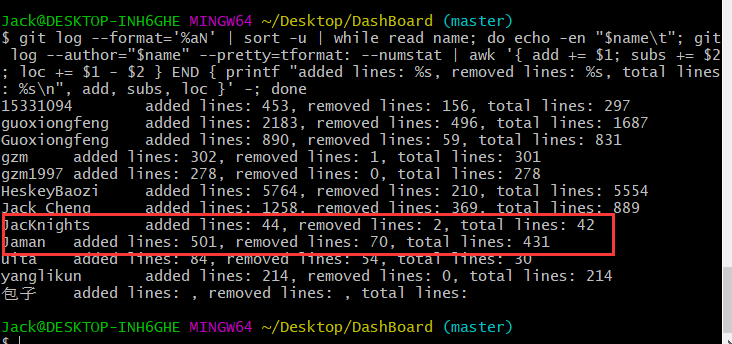 Jack@DESKTOP-INH6GHE MINGW64 ~/Desktop/DashBoard (master)
$ git log --format='%aN' | sort -u | while read name; do echo -en "$name\t"; git
 log --author="$name" --pretty=tformat: --numstat | awk '{ add += $1; subs += $2
; loc += $1 - $2 } END { printf "added lines: %s, removed lines: %s, total lines
: %s\n", add, subs, loc }' -; done
15331094 added lines: 453, removed lines: 156, total lines: 297
guoxiongfeng added lines: 2183, removed lines: 496, total lines: 1687
Guoxiongfeng added lines: 890, removed lines: 59, total lines: 831
gzm added lines: 302, removed lines: 1, total lines: 301
gzm1997 added lines: 278, removed lines: 0, total lines: 278
HeskeyBaozi added lines: 5764, removed lines: 210, total lines: 5554
Jack Cheng added lines: 1258, removed lines: 369, total lines: 889
JacKnights added lines: 44, removed lines: 2, total lines: 42
Jaman added lines: 501, removed lines: 70, total lines: 431
ulta added lines: 84, removed lines: 54, total lines: 30
yanglikun added lines: 214, removed lines: 0, total lines: 214
包子 added lines: , removed lines: , total lines:
Jack@DESKTOP-INH6GHE MINGW64 ~/Desktop/DashBoard (master)
$